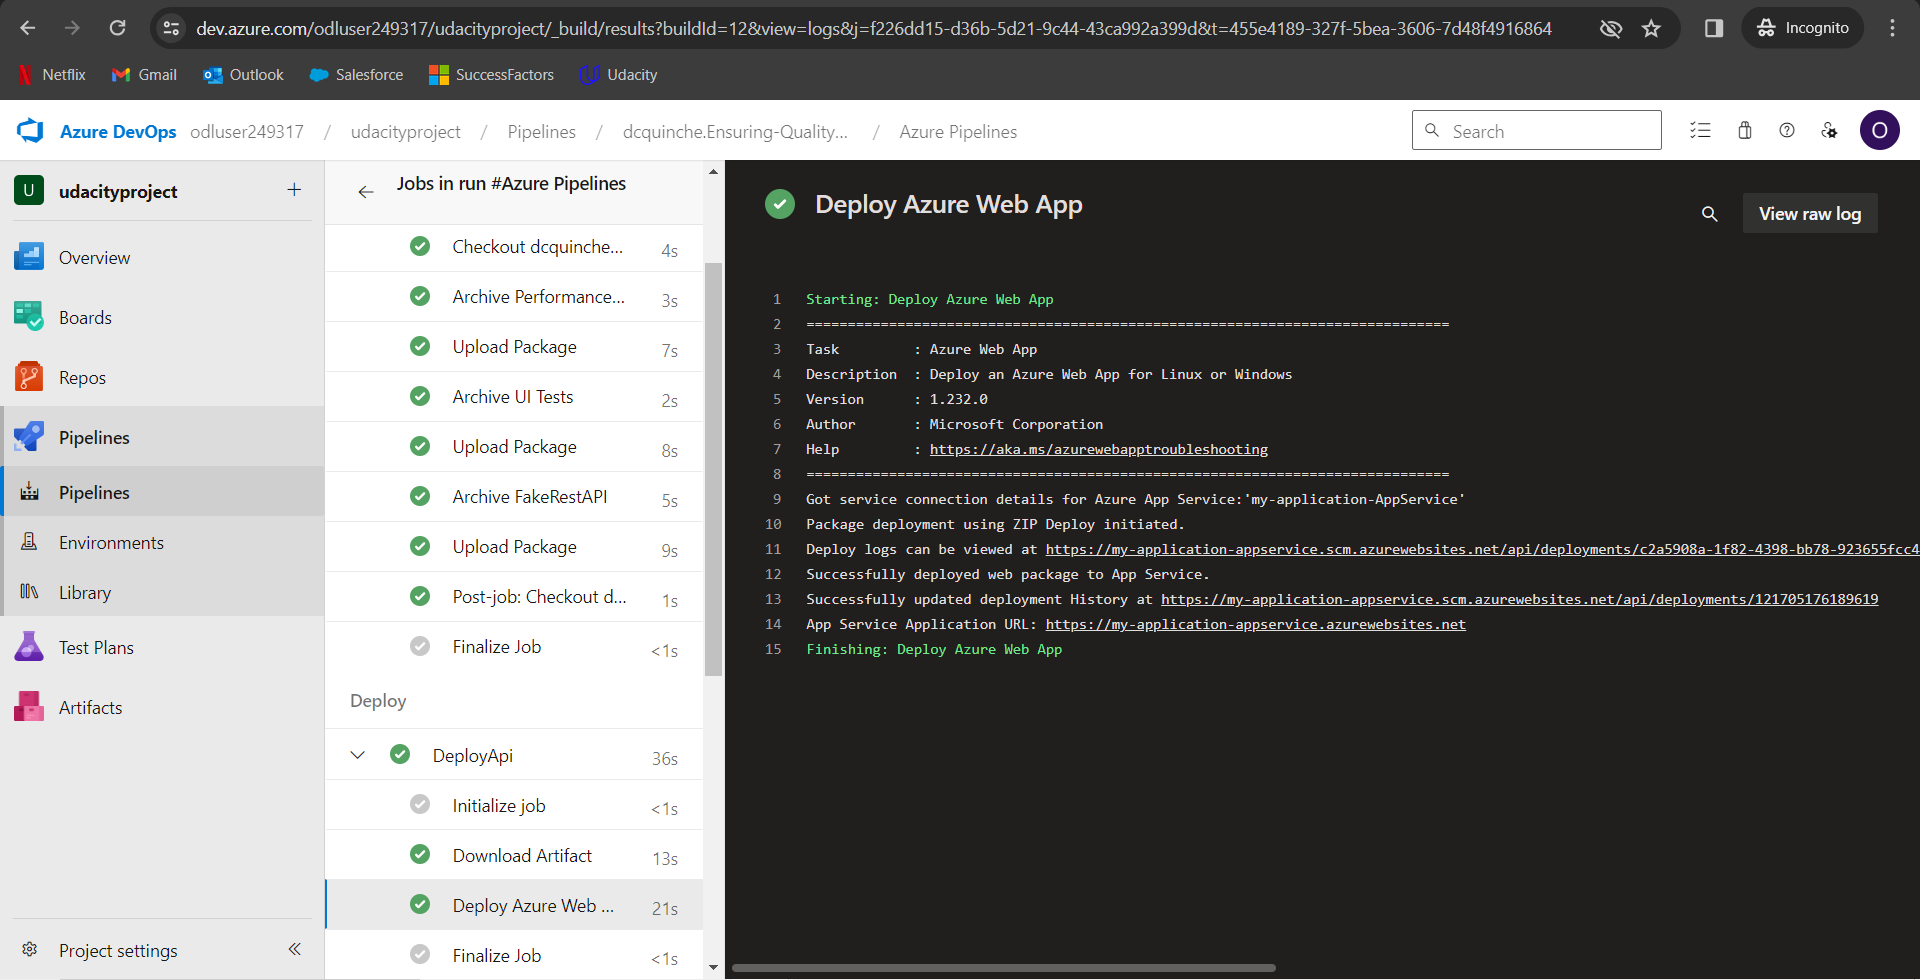 dev.azure.com/odluser249317/udacityproject/_build/results?buildId=12&view=logs&j=f226dd15-d36b-5d21-9c44-43ca992a399d&t=455e4189-327f-5bea-3606-7d48f4916864
Incognito
Netflix
Gmail
Outlook
Salesforce
SuccessFactors
Udacity
Azure DevOps odluser249317 / udacityproject / Pipelines / dcquinche.Ensuring-Quality... / Azure Pipelines
Search
O
U udacityproject
Overview
Boards
Repos
Pipelines
Pipelines
Environments
Library
Test Plans
Artifacts
Project settings
Jobs in run #Azure Pipelines
Checkout dcquinche... 4s
Archive Performance... 3s
Upload Package 7s
Archive UI Tests 2s
Upload Package 8s
Archive FakeRestAPI 5s
Upload Package 9s
Post-job: Checkout d... 1s
Finalize Job <1s
Deploy
DeployApi 36s
Initialize job <1s
Download Artifact 13s
Deploy Azure Web ... 21s
Finalize Job <1s
Deploy Azure Web App
View raw log
1 Starting: Deploy Azure Web App
2 ==============================================================================
3 Task : Azure Web App
4 Description : Deploy an Azure Web App for Linux or Windows
5 Version : 1.232.0
6 Author : Microsoft Corporation
7 Help : https://aka.ms/azurewebapptroubleshooting
8 ==============================================================================
9 Got service connection details for Azure App Service:'my-application-AppService'
10 Package deployment using ZIP Deploy initiated.
11 Deploy logs can be viewed at https://my-application-appservice.scm.azurewebsites.net/api/deployments/c2a5908a-1f82-4398-bb78-923655fcc4
12 Successfully deployed web package to App Service.
13 Successfully updated deployment History at https://my-application-appservice.scm.azurewebsites.net/api/deployments/121705176189619
14 App Service Application URL: https://my-application-appservice.azurewebsites.net
15 Finishing: Deploy Azure Web App